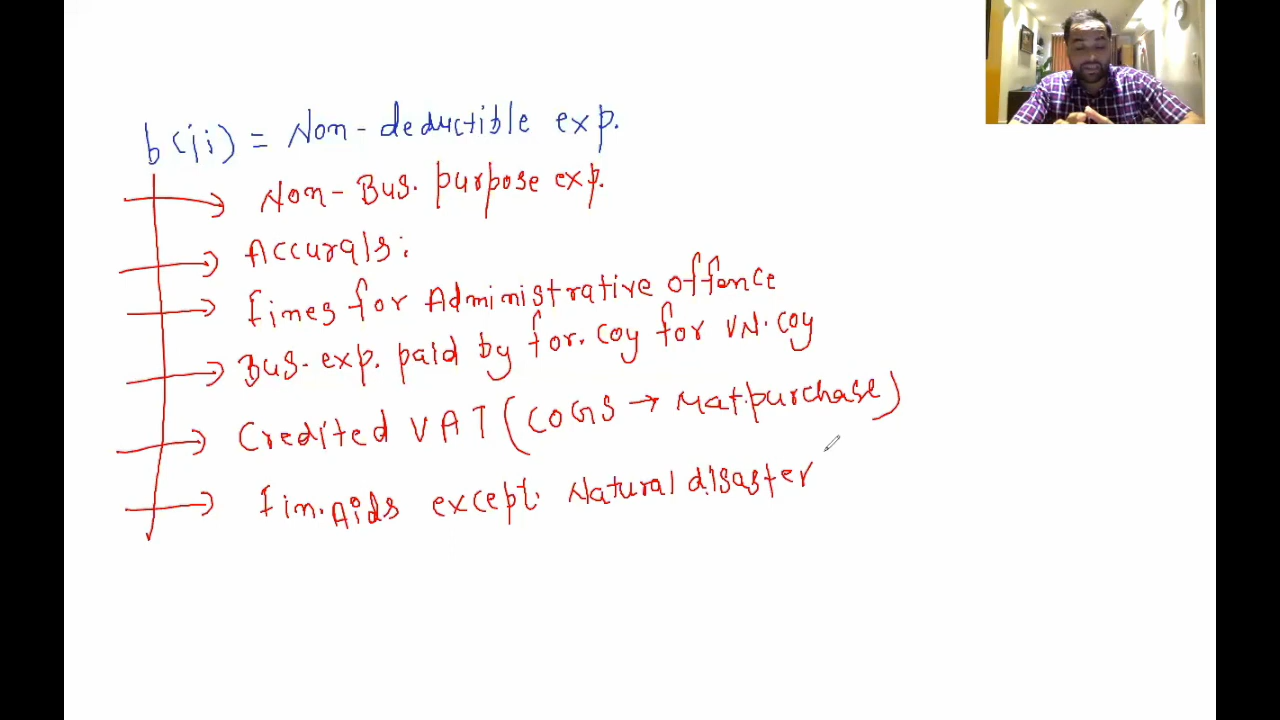 b(ii) = Non-deductible exp.
Non-Bus. purpose exp.
Accurals:
Fines for Administrative offence
Bus. exp. paid by for. coy for VN. coy
Credited VAT (COGS → Mat.purchase)
Fin. Aids except. Natural disaster